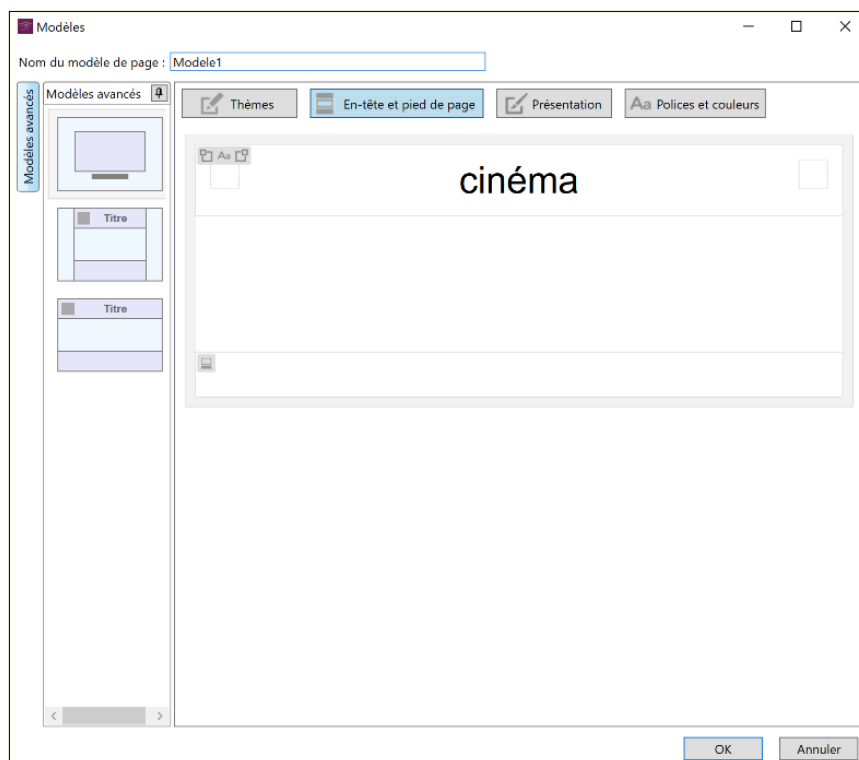 Modèles
Nom du modèle de page : Modele1
Modèles avancés
Modèles avancés
Thèmes
En-tête et pied de page
Présentation
Aa Polices et couleurs
Aa
cinéma
Titre
Titre
OK
Annuler